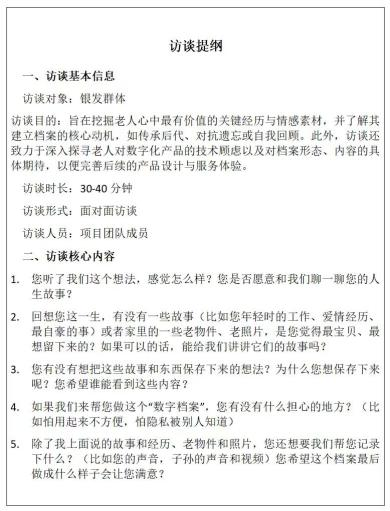 访谈提纲
一、访谈基本信息
访谈对象：银发群体
访谈目的：旨在挖掘老人心中最有价值的关键经历与情感素材，并了解其
建立档案的核心动机，如传承后代、对抗遗忘或自我回顾。此外，访谈还
致力于深入探寻老人对数字化产品的技术顾虑以及对档案形态、内容的具
体期待，以便完善后续的产品设计与服务体验。
访谈时长：30-40 分钟
访谈形式：面对面访谈
访谈人员：项目团队成员
二、访谈核心内容
1. 您听了我们这个想法，感觉怎么样？您是否愿意和我们聊一聊您的人
生故事？
2. 回想您这一生，有没有一些故事（比如您年轻时的工作、爱情经历、
最自豪的事）或者家里的一些老物件、老照片，是您觉得最宝贝、最
想留下来的？如果可以的话，能给我们讲讲它们的故事吗？
3. 您有没有想把这些故事和东西保存下来的想法？为什么您想保存下来
呢？您希望谁能看到这些内容？
4. 如果我们来帮您做这个“数字档案”，您有没有什么担心的地方？（比
如怕用起来不方便，怕隐私被别人知道）
5. 除了我上面说的故事和经历、老物件和照片，您还想要我们帮您记录
下什么？（比如您的声音，子孙的声音和视频）您希望这个档案最后
做成什么样子会让您满意？